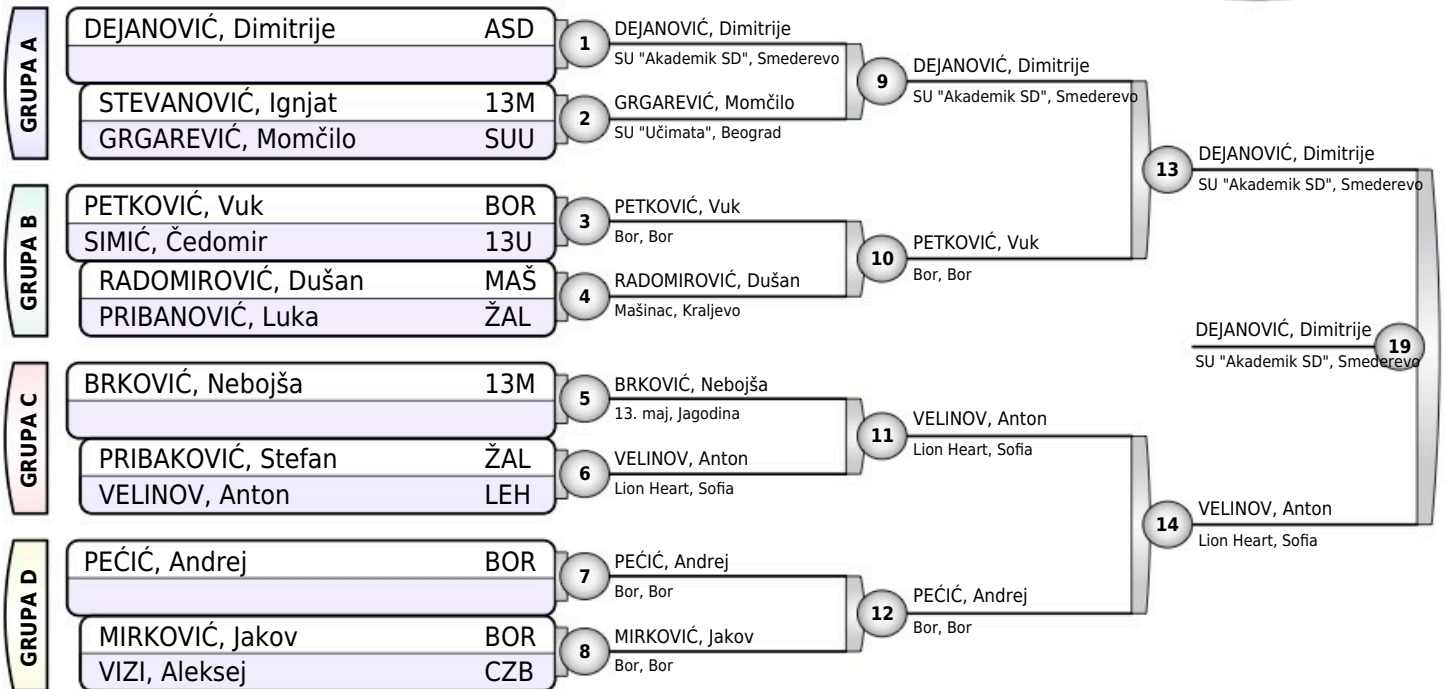 GRUPA A
DEJANOVIĆ, Dimitrije ASD
STEVANOVIĆ, Ignjat 13M
GRGAREVIĆ, Momčilo SUU
GRUPA B
PETKOVIĆ, Vuk BOR
SIMIĆ, Čedomir 13U
RADOMIROVIĆ, Dušan MAŠ
PRIBANOVIĆ, Luka ŽAL
GRUPA C
BRKOVIĆ, Nebojša 13M
PRIBAKOVIĆ, Stefan ŽAL
VELINOV, Anton LEH
GRUPA D
PEĆIĆ, Andrej BOR
MIRKOVIĆ, Jakov BOR
VIZI, Aleksej CZB
1
DEJANOVIĆ, Dimitrije
SU "Akademik SD", Smederevo
2
GRGAREVIĆ, Momčilo
SU "Učimata", Beograd
3
PETKOVIĆ, Vuk
Bor, Bor
4
RADOMIROVIĆ, Dušan
Mašinac, Kraljevo
5
BRKOVIĆ, Nebojša
13. maj, Jagodina
6
VELINOV, Anton
Lion Heart, Sofia
7
PEĆIĆ, Andrej
Bor, Bor
8
MIRKOVIĆ, Jakov
Bor, Bor
9
DEJANOVIĆ, Dimitrije
SU "Akademik SD", Smederevo
10
PETKOVIĆ, Vuk
Bor, Bor
11
VELINOV, Anton
Lion Heart, Sofia
12
PEĆIĆ, Andrej
Bor, Bor
13
DEJANOVIĆ, Dimitrije
SU "Akademik SD", Smederevo
14
VELINOV, Anton
Lion Heart, Sofia
DEJANOVIĆ, Dimitrije
19
SU "Akademik SD", Smederevo